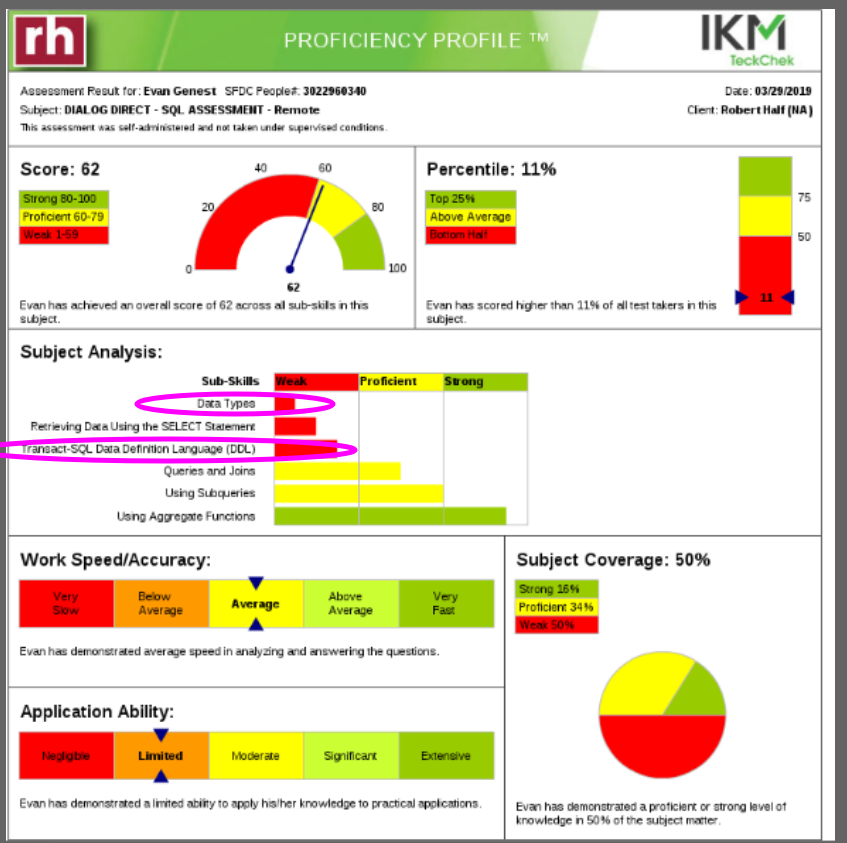 rh
PROFICIENCY PROFILE ™
IKM
TeckChek
Assessment Result for: Evan Genest SFDC People#: 3022960340
Date: 03/29/2019
Subject: DIALOG DIRECT - SQL ASSESSMENT - Remote
Client: Robert Half (NA)
This assessment was self-administered and not taken under supervised conditions.
Score: 62
Strong 80-100
Proficient 60-79
Weak 1-59
0
20
40
60
80
100
62
Evan has achieved an overall score of 62 across all sub-skills in this
subject.
Percentile: 11%
Top 25%
Above Average
Bottom Half
75
50
11
Evan has scored higher than 11% of all test takers in this
subject.
Subject Analysis:
Sub-Skills Weak Proficient Strong
Data Types
Retrieving Data Using the SELECT Statement
Transact-SQL Data Definition Language (DDL)
Queries and Joins
Using Subqueries
Using Aggregate Functions
Work Speed/Accuracy:
Very Slow
Below Average
Average
Above Average
Very Fast
Evan has demonstrated average speed in analyzing and answering the questions.
Application Ability:
Negligible
Limited
Moderate
Significant
Extensive
Evan has demonstrated a limited ability to apply his/her knowledge to practical applications.
Subject Coverage: 50%
Strong 16%
Proficient 34%
Weak 50%
Evan has demonstrated a proficient or strong level of
knowledge in 50% of the subject matter.